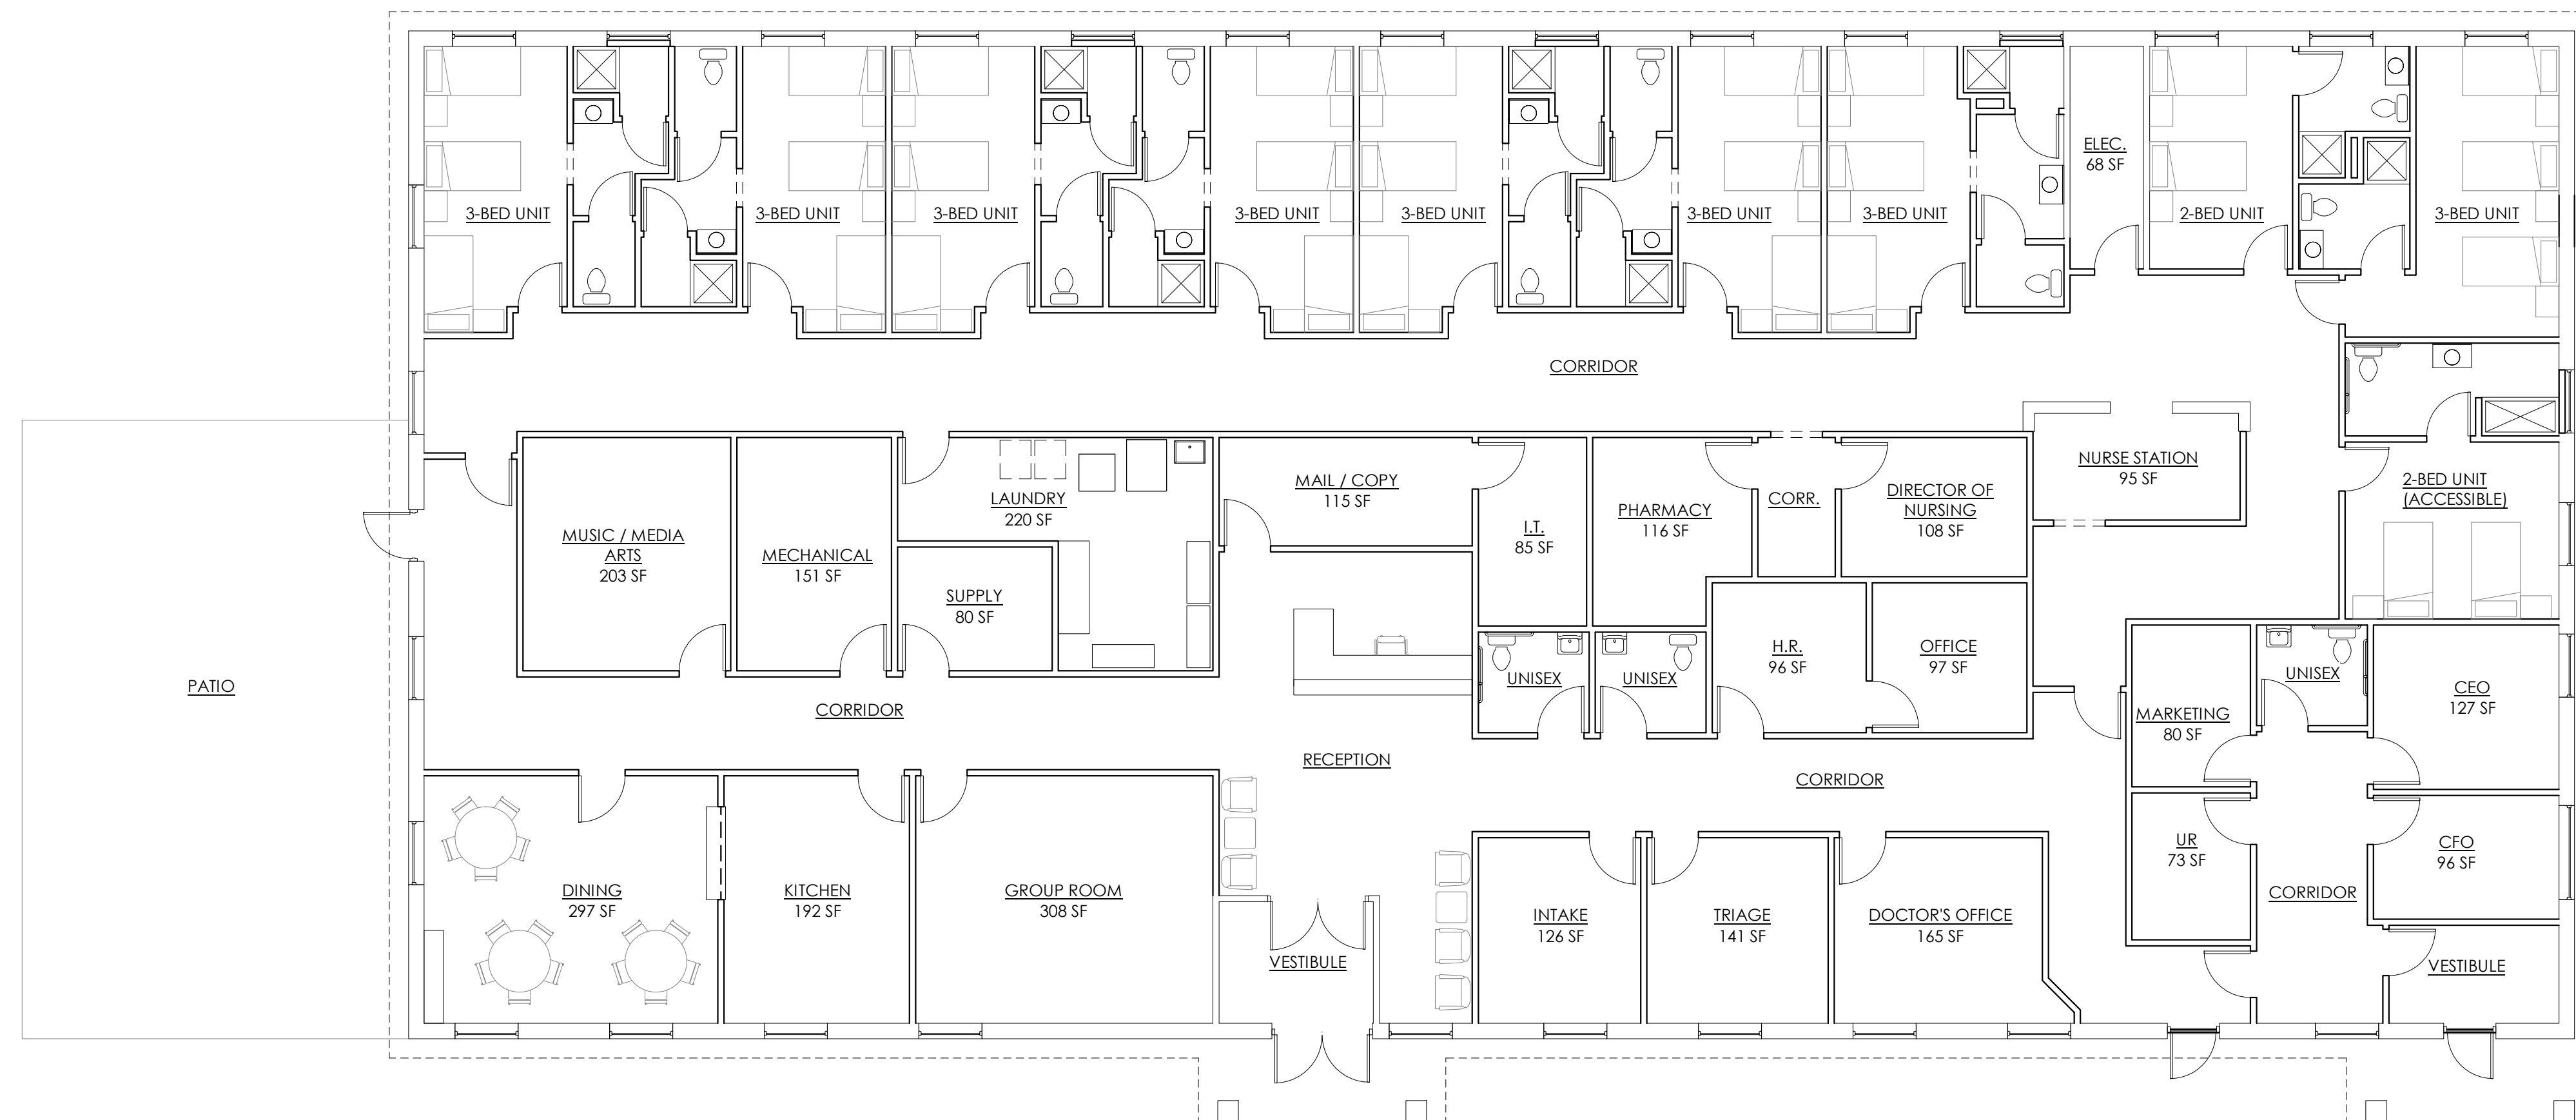 ELEC.
68 SF
3-BED UNIT
3-BED UNIT
3-BED UNIT
3-BED UNIT
3-BED UNIT
3-BED UNIT
3-BED UNIT
2-BED UNIT
3-BED UNIT
CORRIDOR
MUSIC / MEDIA
ARTS
203 SF
MECHANICAL
151 SF
LAUNDRY
220 SF
SUPPLY
80 SF
MAIL / COPY
115 SF
I.T.
85 SF
PHARMACY
116 SF
CORR.
DIRECTOR OF
NURSING
108 SF
NURSE STATION
95 SF
2-BED UNIT
(ACCESSIBLE)
UNISEX
UNISEX
H.R.
96 SF
OFFICE
97 SF
UNISEX
MARKETING
80 SF
CEO
127 SF
PATIO
CORRIDOR
RECEPTION
CORRIDOR
UR
73 SF
CFO
96 SF
CORRIDOR
DINING
297 SF
KITCHEN
192 SF
GROUP ROOM
308 SF
VESTIBULE
INTAKE
126 SF
TRIAGE
141 SF
DOCTOR'S OFFICE
165 SF
VESTIBULE